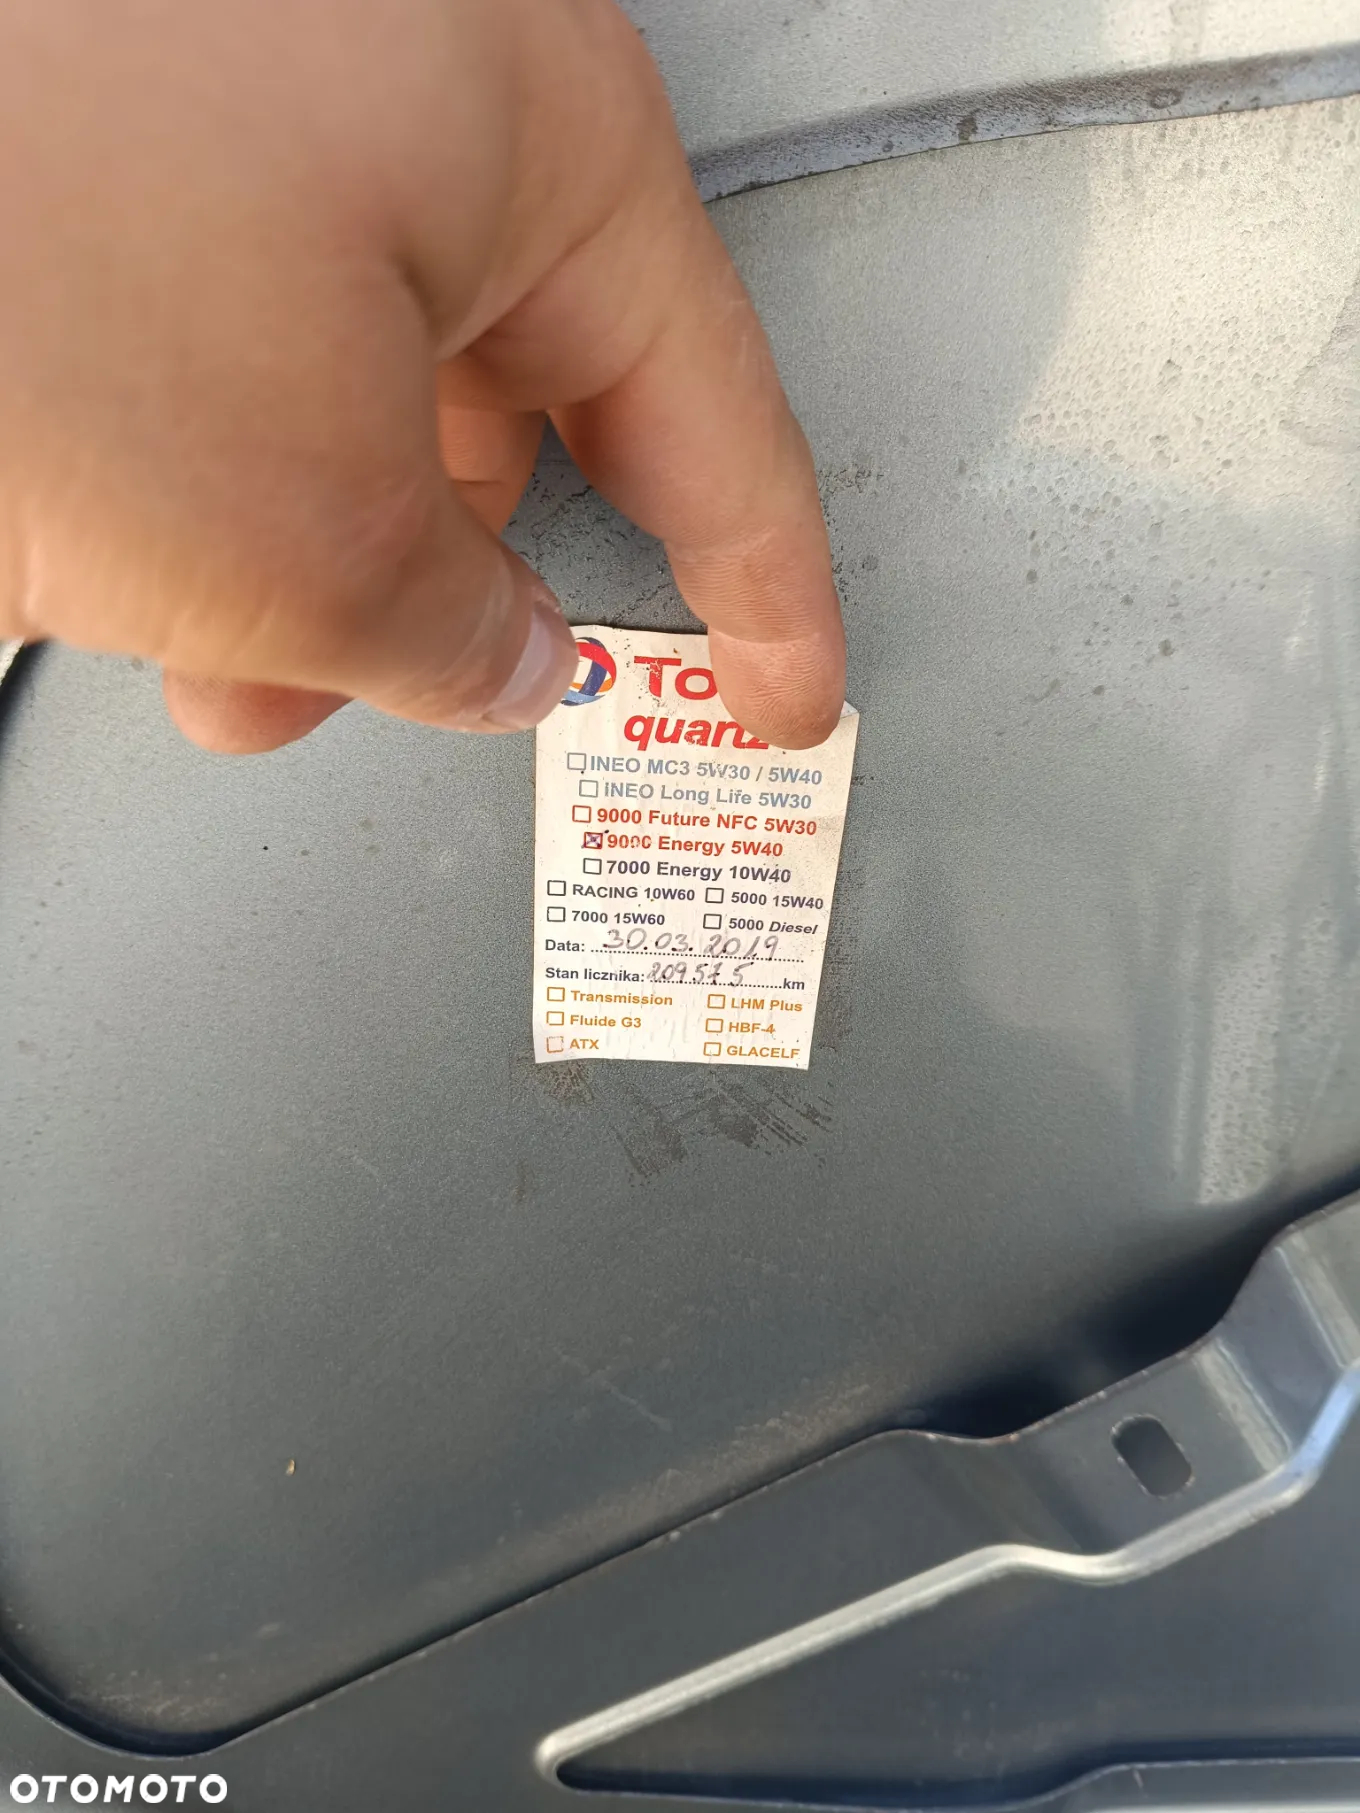 To
quartz
INEO MC3 5W30 / 5W40
INEO Long Life 5W30
9000 Future NFC 5W30
9000 Energy 5W40
7000 Energy 10W40
RACING 10W60 5000 15W40
7000 15W60 5000 Diesel
Data: 30.03.2019
Stan licznika: 209575 km
Transmission LHM Plus
Fluide G3 HBF-4
ATX GLACELF
OTOMOTO